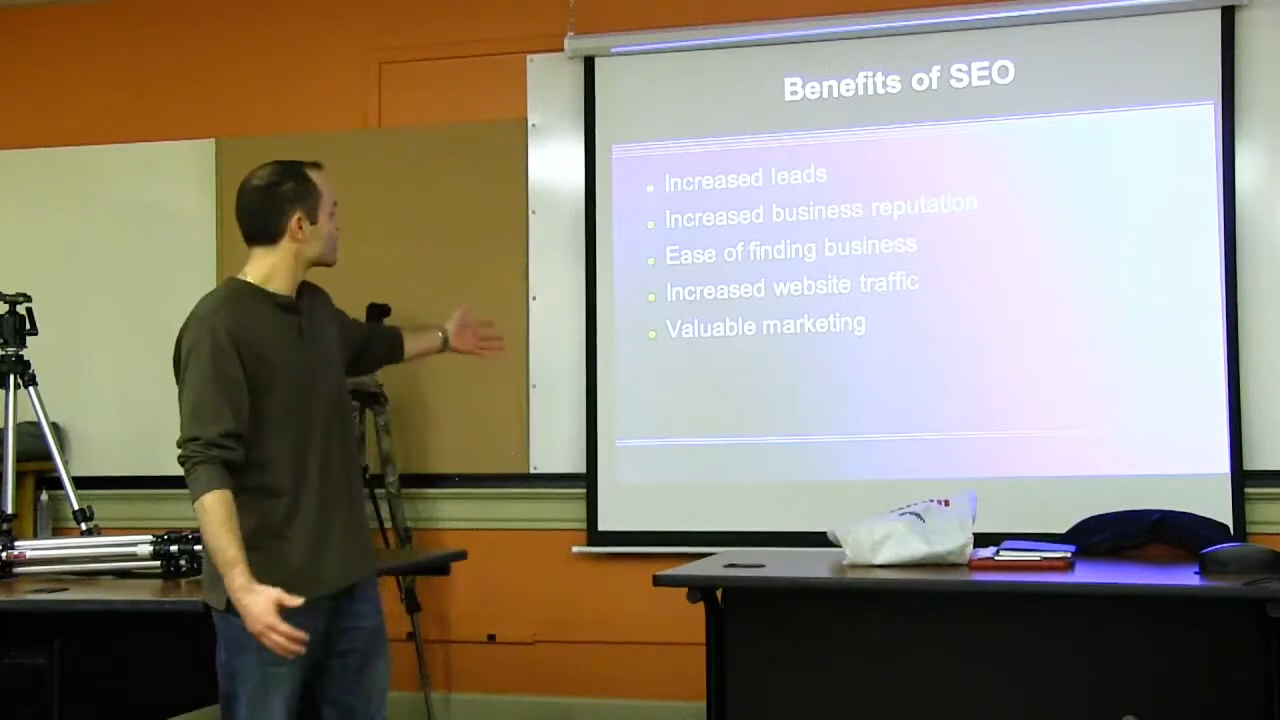 Benefits of SEO
Increased leads
Increased business reputation
Ease of finding business
Increased website traffic
Valuable marketing